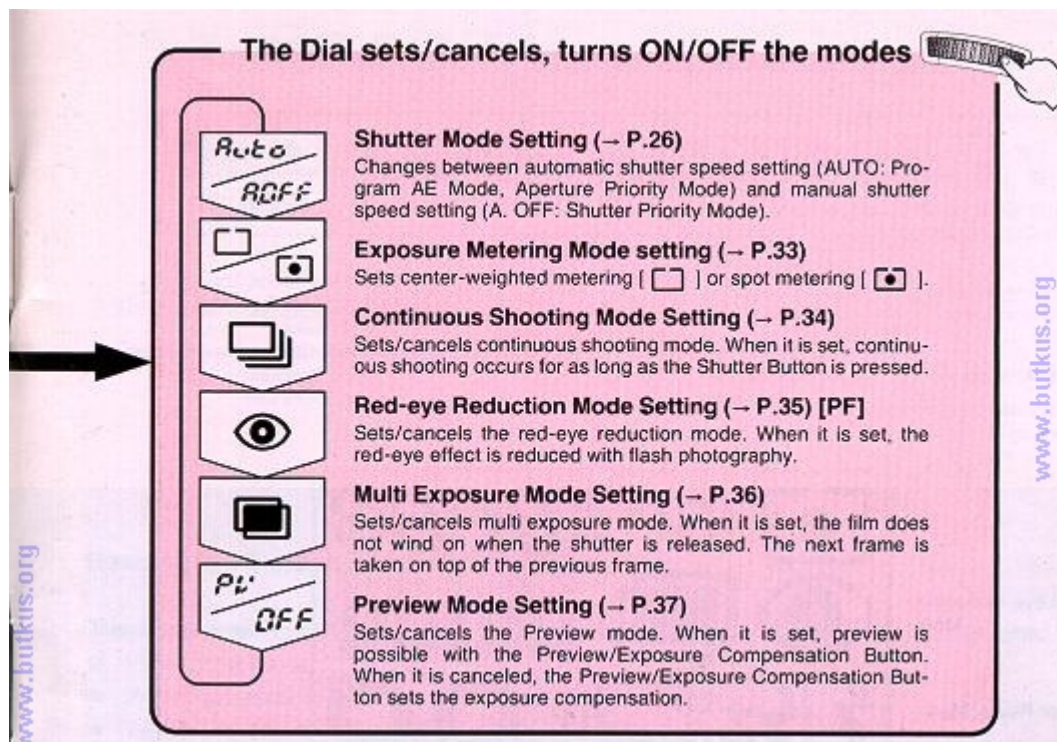 The Dial sets/cancels, turns ON/OFF the modes
Auto
A.OFF
Shutter Mode Setting (→ P.26)
Changes between automatic shutter speed setting (AUTO: Pro-
gram AE Mode, Aperture Priority Mode) and manual shutter
speed setting (A. OFF: Shutter Priority Mode).
Exposure Metering Mode setting (→ P.33)
Sets center-weighted metering [ ] or spot metering [ ].
Continuous Shooting Mode Setting (→ P.34)
Sets/cancels continuous shooting mode. When it is set, continu-
ous shooting occurs for as long as the Shutter Button is pressed.
Red-eye Reduction Mode Setting (→ P.35) [PF]
Sets/cancels the red-eye reduction mode. When it is set, the
red-eye effect is reduced with flash photography.
Multi Exposure Mode Setting (→ P.36)
Sets/cancels multi exposure mode. When it is set, the film does
not wind on when the shutter is released. The next frame is
taken on top of the previous frame.
PV
OFF
Preview Mode Setting (→ P.37)
Sets/cancels the Preview mode. When it is set, preview is
possible with the Preview/Exposure Compensation Button.
When it is canceled, the Preview/Exposure Compensation But-
ton sets the exposure compensation.
www.butkus.org
www.butkus.org